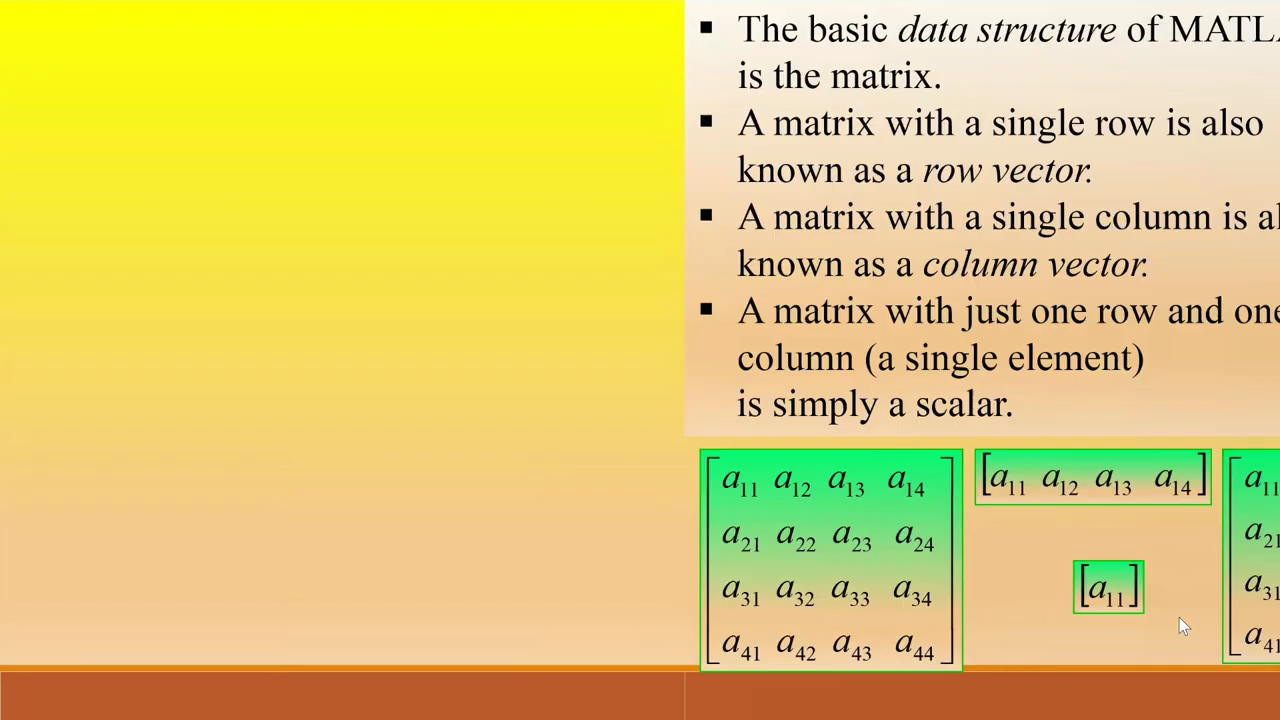 ▪ The basic data structure of
is the matrix.
▪ A matrix with a single row is also
known as a row vector.
▪ A matrix with a single column is
known as a column vector.
▪ A matrix with just one row and
column (a single element)
is simply a scalar.
[a11 a12 a13 a14
a21 a22 a23 a24
a31 a32 a33 a34
a41 a42 a43 a44]
[a11 a12 a13 a14]
[a11]
[a11
a21
a31
a41